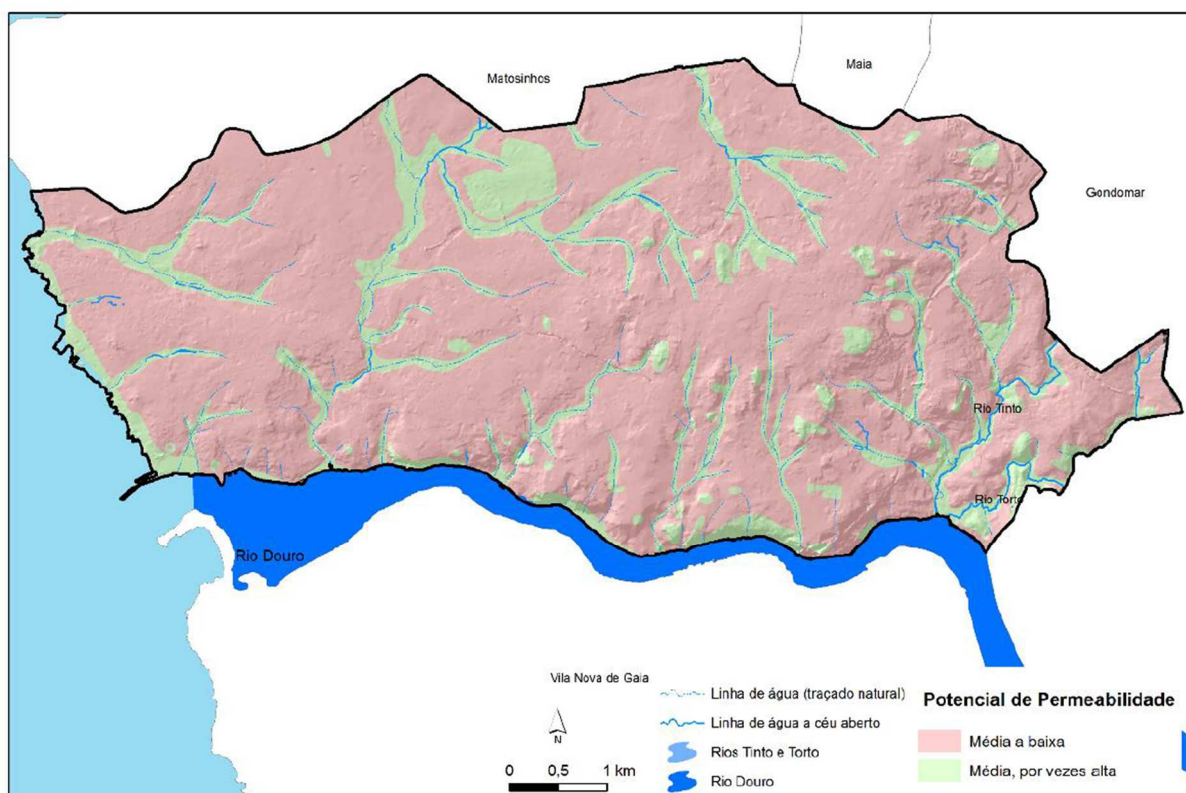 Matosinhos
Maia
Gondomar
Rio Tinto
Rio Torto
Rio Douro
Vila Nova de Gaia
N
0 0,5 1 km
Linha de água (traçado natural)
Linha de água a céu aberto
Rios Tinto e Torto
Rio Douro
Potencial de Permeabilidade
Média a baixa
Média, por vezes alta